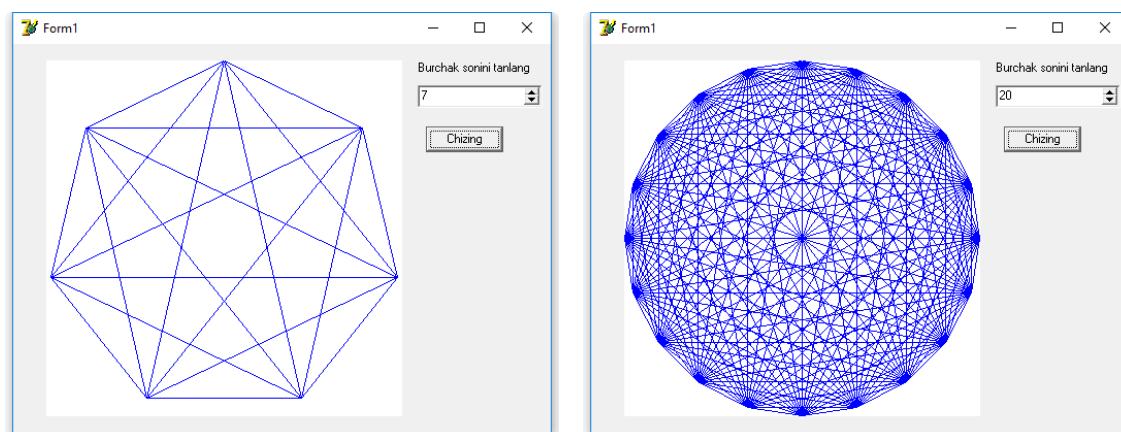 Form1
Burchak sonini tanlang
7
Chizing
Form1
Burchak sonini tanlang
20
Chizing